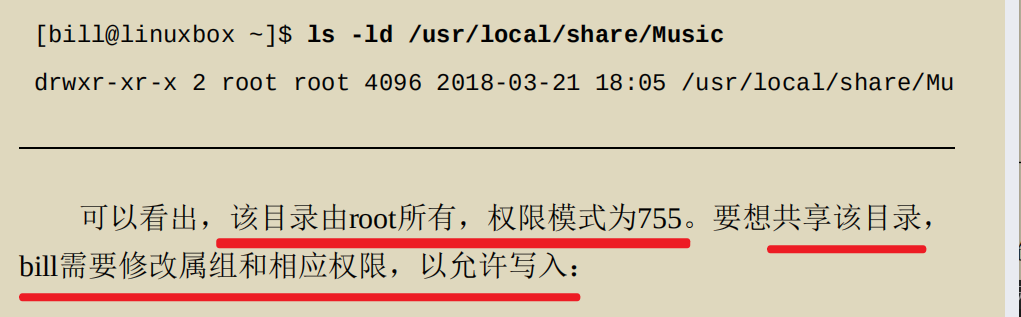 [bill@linuxbox ~]$ ls -ld /usr/local/share/Music
drwxr-xr-x 2 root root 4096 2018-03-21 18:05 /usr/local/share/Mu
可以看出，该目录由root所有，权限模式为755。要想共享该目录，
bill需要修改属组和相应权限，以允许写入：